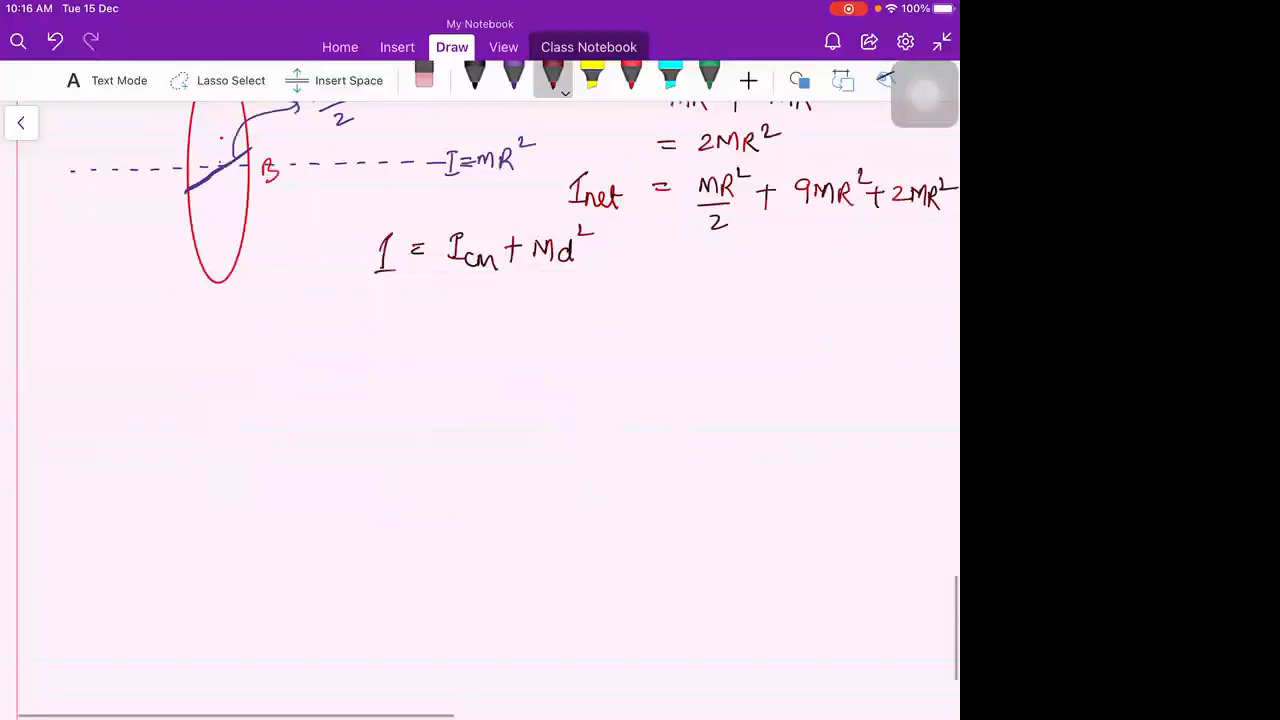 10:16 AM Tue 15 Dec
100%
My Notebook
Home Insert Draw View Class Notebook
Text Mode Lasso Select Insert Space
2
= 2MR²
B
I=MR²
Inet = MR²/2 + 9MR² + 2MR²
I = Icm + Md²